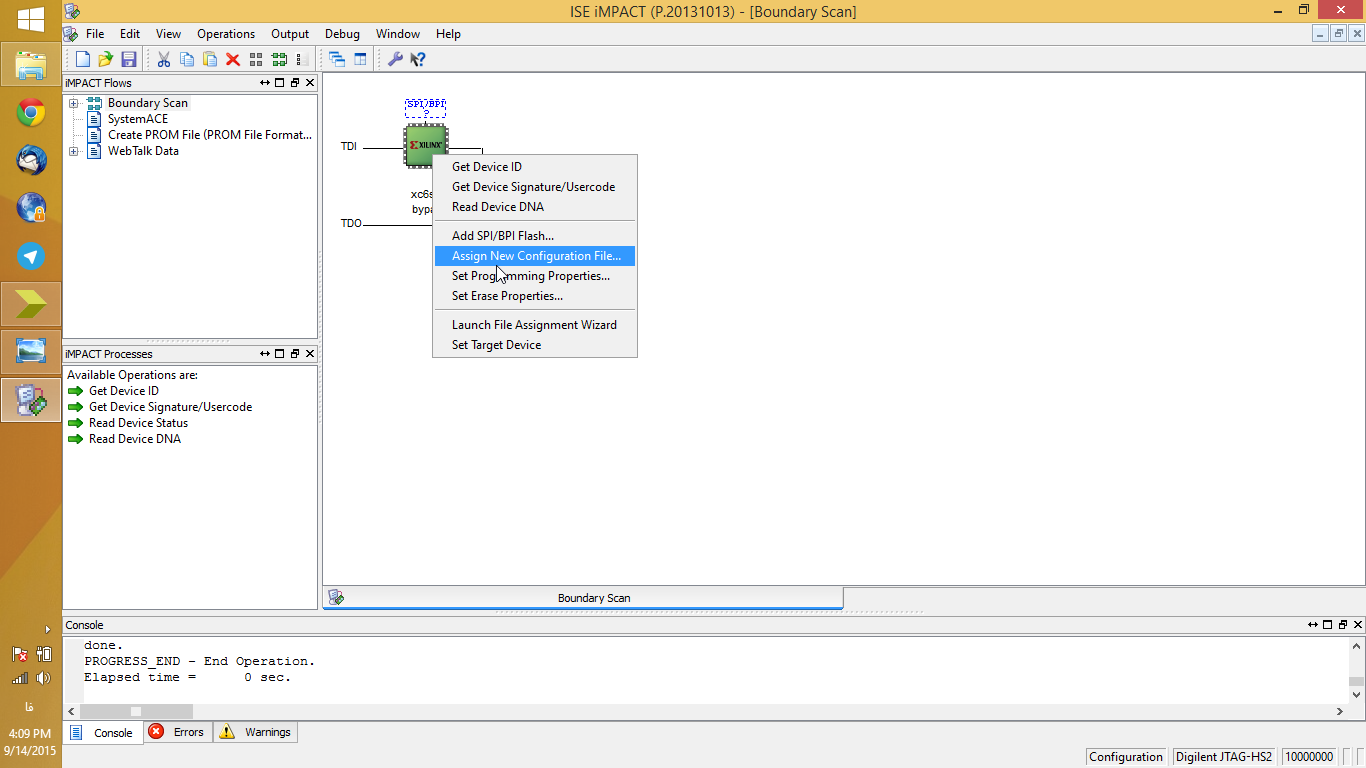 ISE iMPACT (P.20131013) - [Boundary Scan]
File Edit View Operations Output Debug Window Help
iMPACT Flows
Boundary Scan
SystemACE
Create PROM File (PROM File Format...
WebTalk Data
SPI/BPI
?
XILINX
TDI
TDO
Get Device ID
Get Device Signature/Usercode
Read Device DNA
Add SPI/BPI Flash...
Assign New Configuration File...
Set Programming Properties...
Set Erase Properties...
Launch File Assignment Wizard
Set Target Device
iMPACT Processes
Available Operations are:
Get Device ID
Get Device Signature/Usercode
Read Device Status
Read Device DNA
Boundary Scan
Console
done.
PROGRESS_END - End Operation.
Elapsed time = 0 sec.
Console Errors Warnings
Configuration Digilent JTAG-HS2 10000000
فا
4:09 PM
9/14/2015